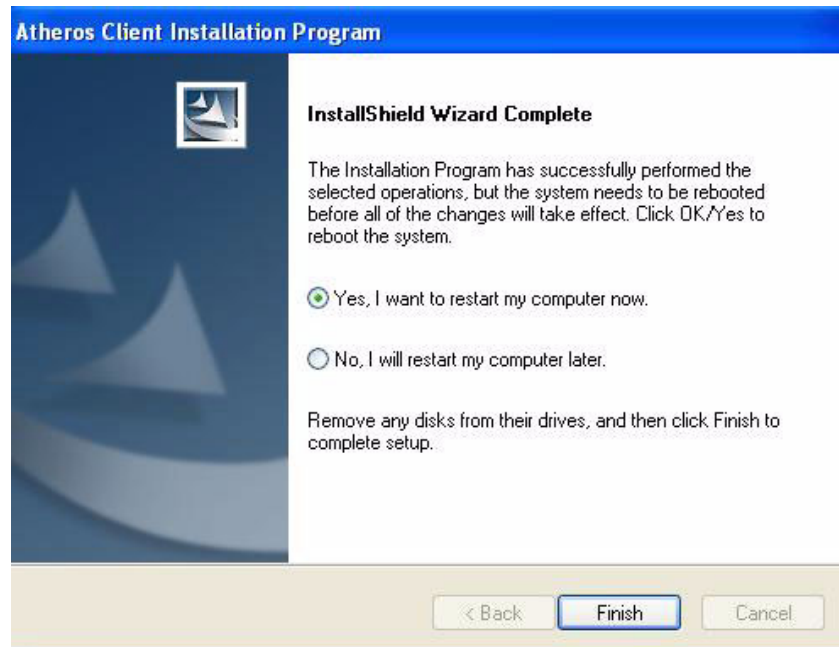 Atheros Client Installation Program
InstallShield Wizard Complete
The Installation Program has successfully performed the
selected operations, but the system needs to be rebooted
before all of the changes will take effect. Click OK/Yes to
reboot the system.
Yes, I want to restart my computer now.
No, I will restart my computer later.
Remove any disks from their drives, and then click Finish to
complete setup.
< Back Finish Cancel